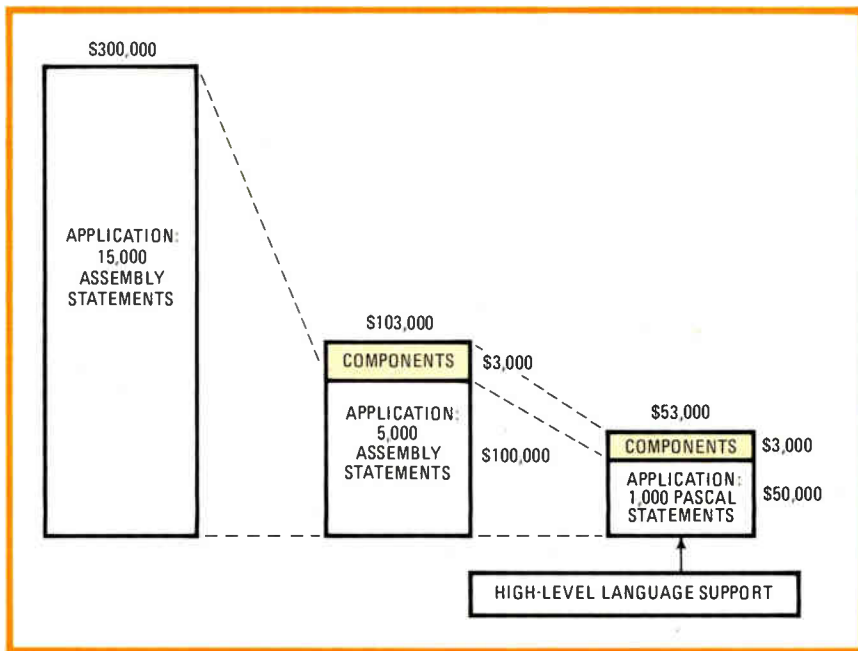 $300,000
APPLICATION:
15,000
ASSEMBLY
STATEMENTS
$103,000
COMPONENTS
$3,000
APPLICATION:
5,000
ASSEMBLY
STATEMENTS
$100,000
$53,000
COMPONENTS
$3,000
APPLICATION:
1,000 PASCAL
STATEMENTS
$50,000
HIGH-LEVEL LANGUAGE SUPPORT